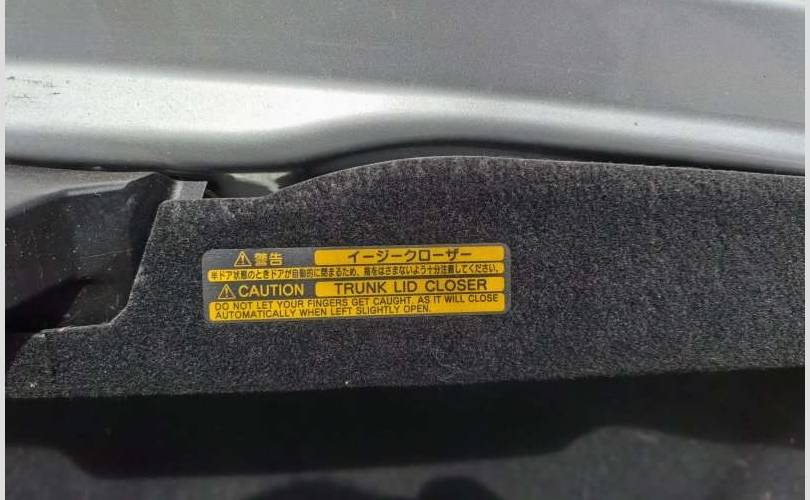 ⚠警告 イージークローザー
半ドア状態のときドアが自動的に閉まるため、指をはさまないよう十分注意してください。
⚠CAUTION TRUNK LID CLOSER
DO NOT LET YOUR FINGERS GET CAUGHT. AS IT WILL CLOSE
AUTOMATICALLY WHEN LEFT SLIGHTLY OPEN.